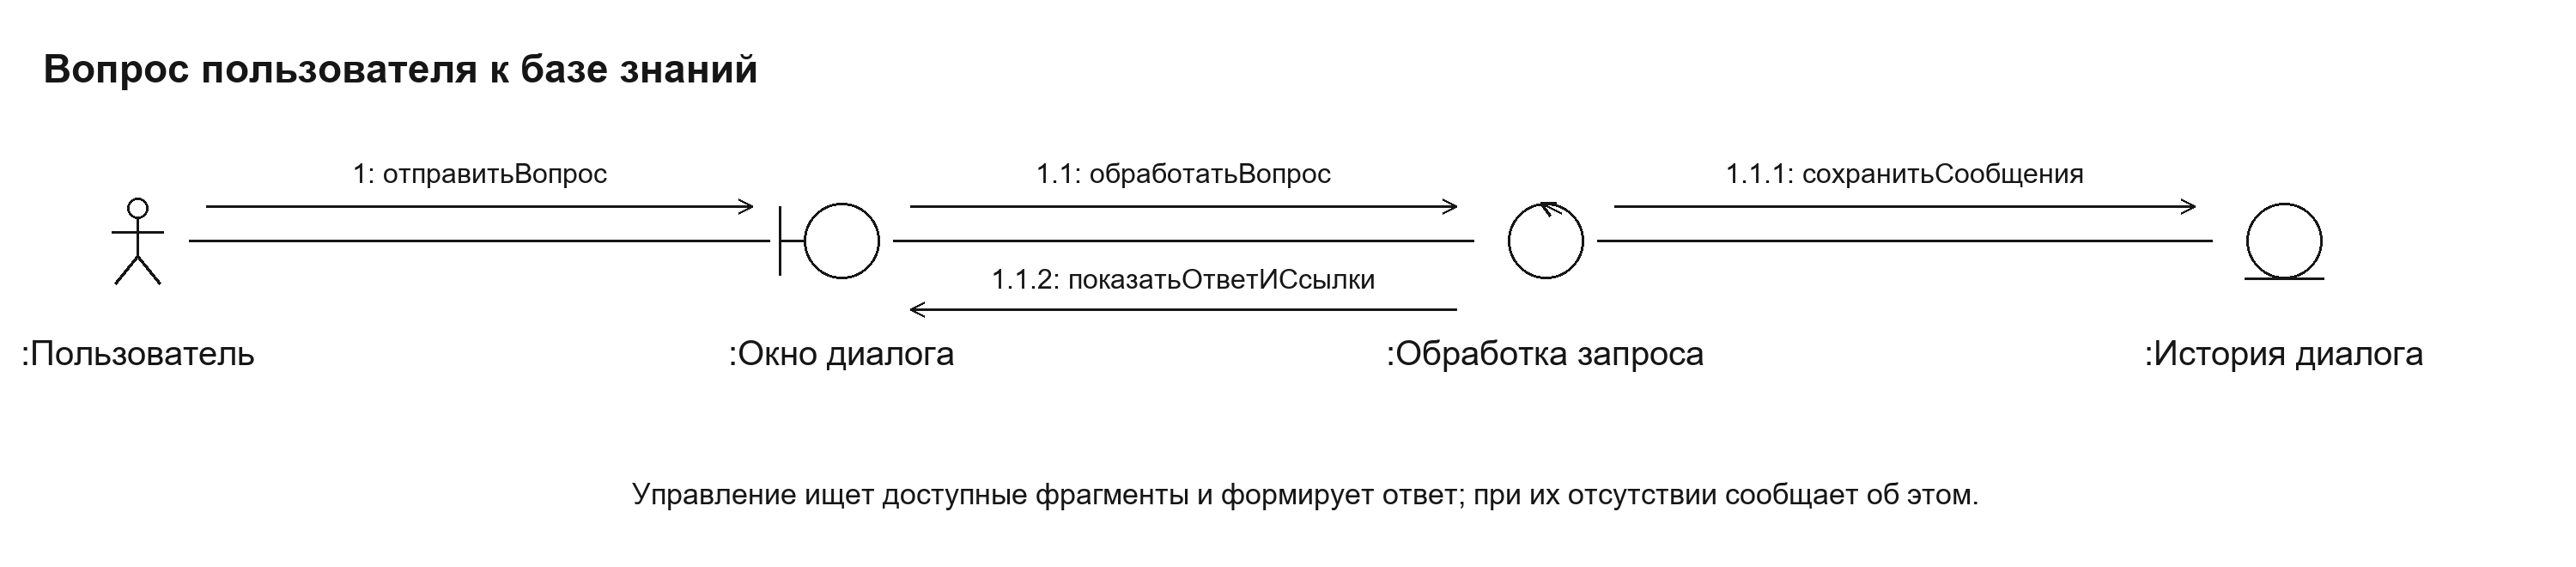 Вопрос пользователя к базе знаний
1: отправитьВопрос
1.1: обработатьВопрос
1.1.1: сохранитьСообщения
1.1.2: показатьОтветИСсылки
:Пользователь
:Окно диалога
:Обработка запроса
:История диалога
Управление ищет доступные фрагменты и формирует ответ; при их отсутствии сообщает об этом.